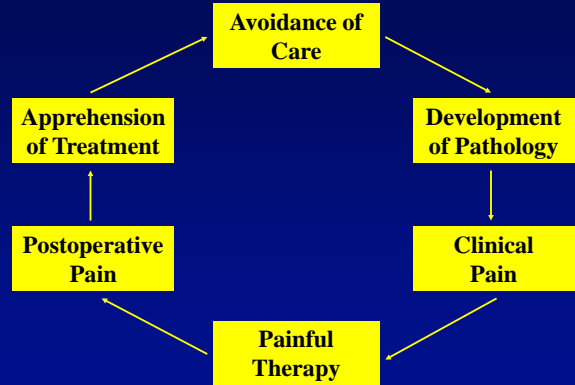 Avoidance of
Care
Development
of Pathology
Clinical
Pain
Painful
Therapy
Postoperative
Pain
Apprehension
of Treatment